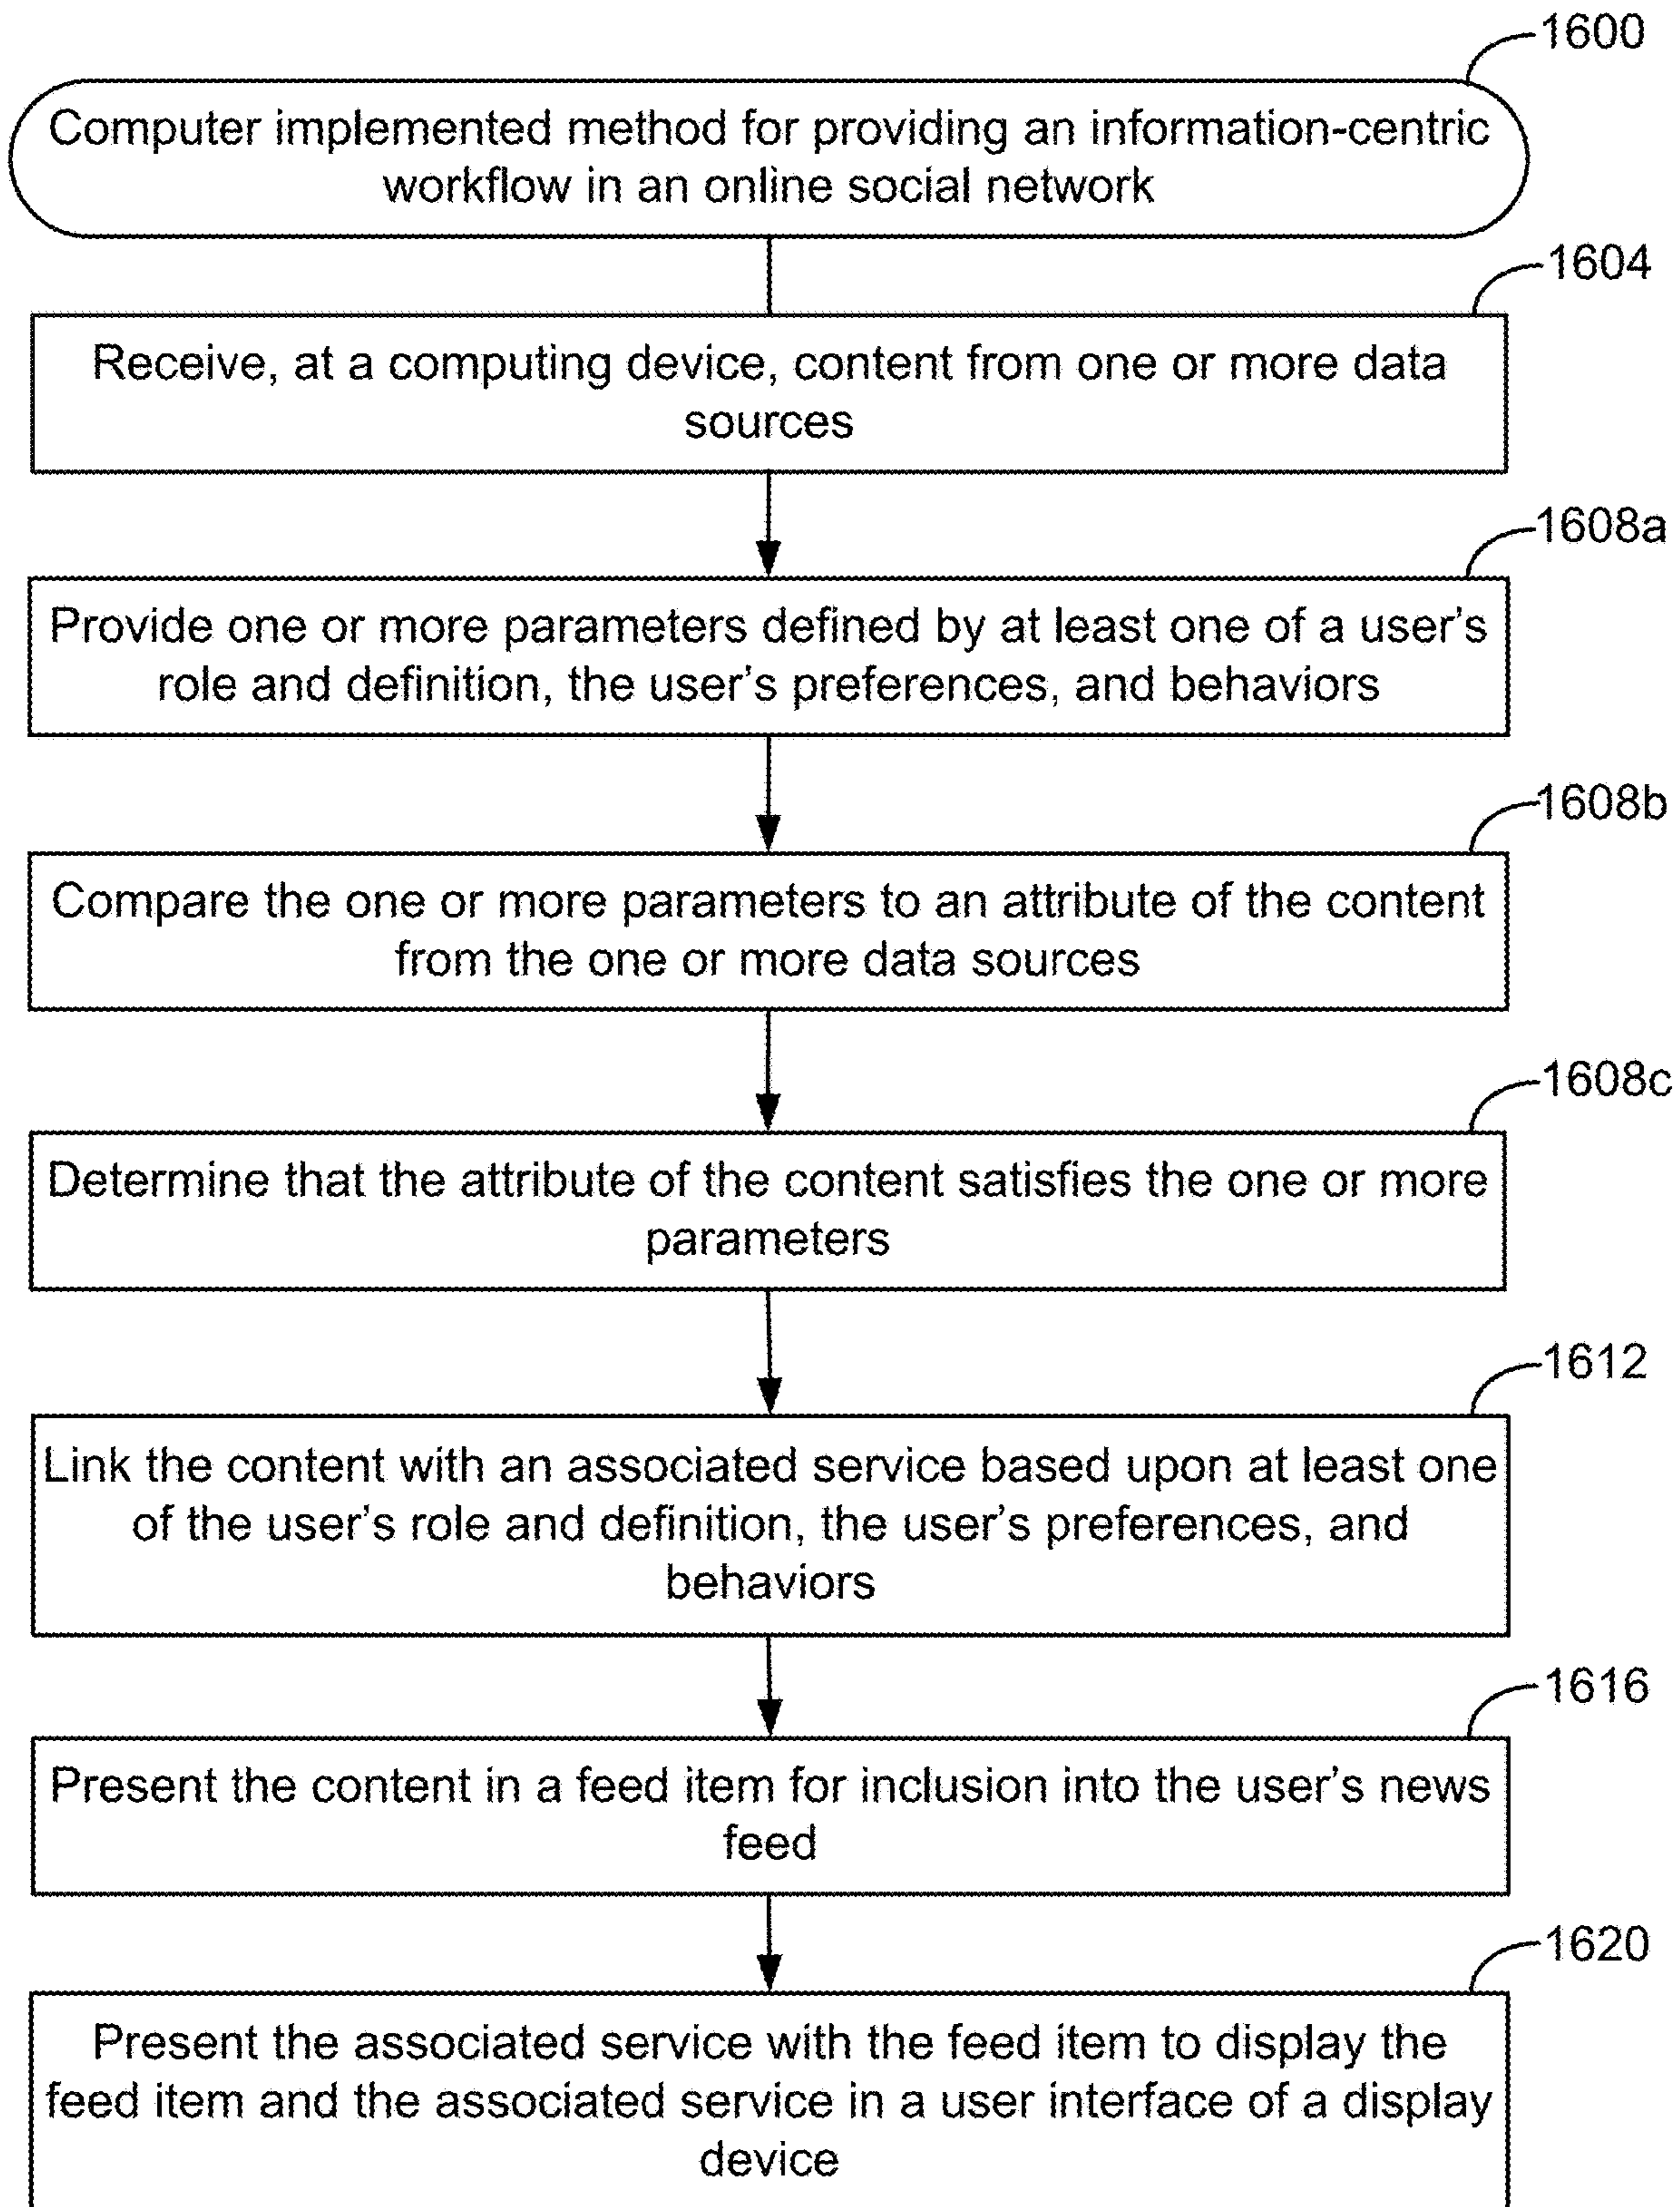 1600
Computer implemented method for providing an information-centric
workflow in an online social network
1604
Receive, at a computing device, content from one or more data
sources
1608a
Provide one or more parameters defined by at least one of a user's
role and definition, the user's preferences, and behaviors
1608b
Compare the one or more parameters to an attribute of the content
from the one or more data sources
1608c
Determine that the attribute of the content satisfies the one or more
parameters
1612
Link the content with an associated service based upon at least one
of the user's role and definition, the user's preferences, and
behaviors
1616
Present the content in a feed item for inclusion into the user's news
feed
1620
Present the associated service with the feed item to display the
feed item and the associated service in a user interface of a display
device